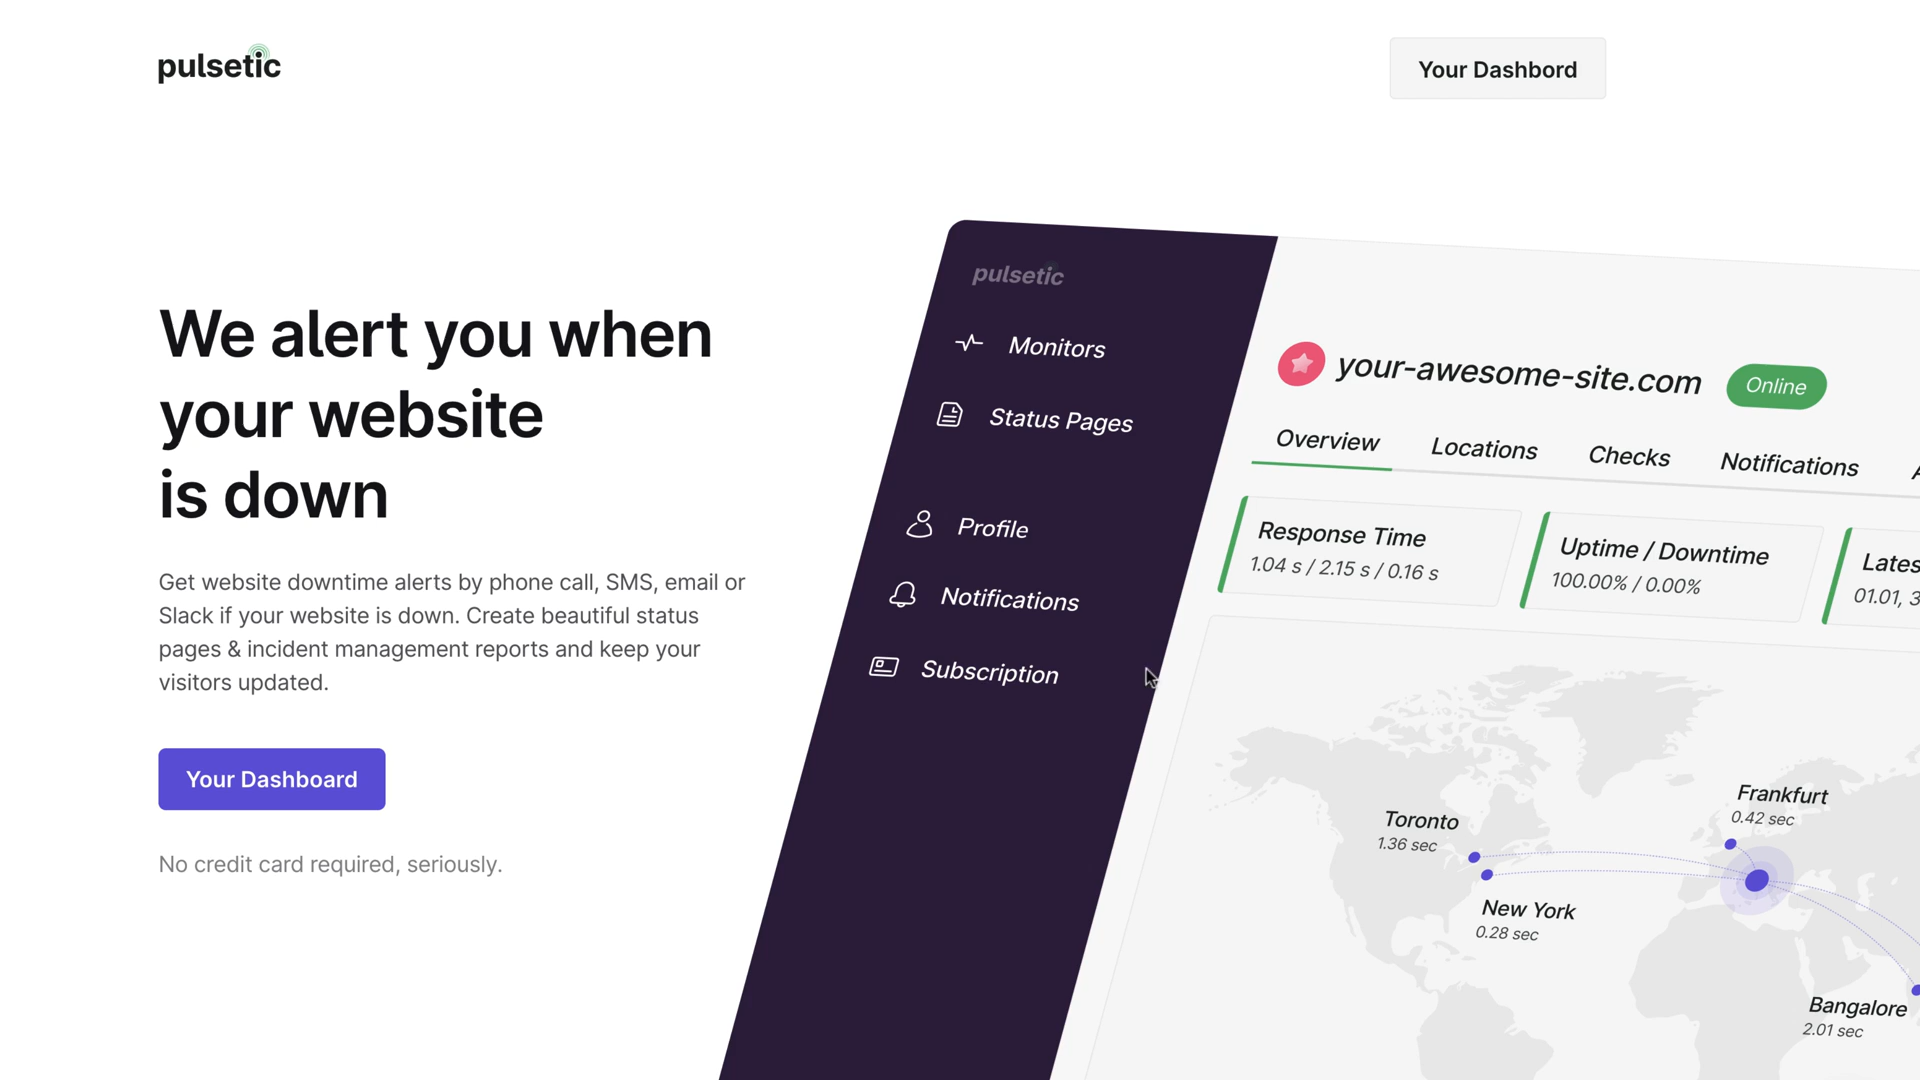 pulsetic
Your Dashbord
We alert you when
your website
is down
Get website downtime alerts by phone call, SMS, email or
Slack if your website is down. Create beautiful status
pages & incident management reports and keep your
visitors updated.
Your Dashboard
No credit card required, seriously.
pulsetic
Monitors
Status Pages
Profile
Notifications
Subscription
your-awesome-site.com
Online
Overview
Locations
Checks
Notifications
Response Time
1.04 s / 2.15 s / 0.16 s
Uptime / Downtime
100.00% / 0.00%
Lates
01.01, 3
Toronto
1.36 sec
New York
0.28 sec
Frankfurt
0.42 sec
Bangalore
2.01 sec